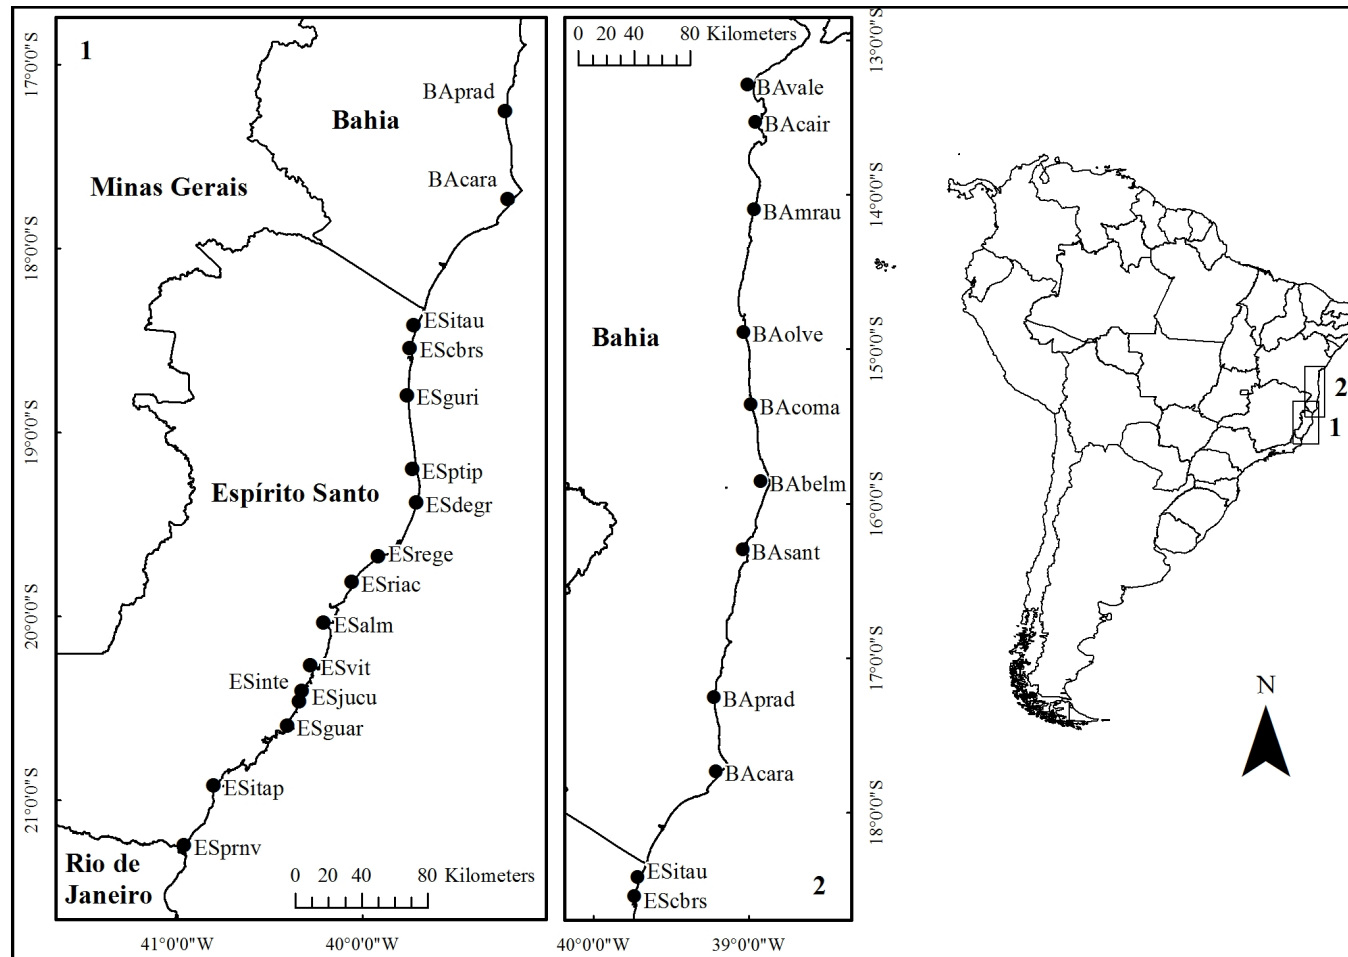 1
17°0'0"S
18°0'0"S
19°0'0"S
20°0'0"S
21°0'0"S
BAprad
Bahia
BAcara
Minas Gerais
ESitau
EScbrs
ESguri
ESptip
Espírito Santo
ESdegr
ESrege
ESriac
ESalm
ESvit
ESinte
ESjucu
ESguar
ESitap
ESprnv
Rio de
Janeiro
0 20 40 80 Kilometers
41°0'0"W 40°0'0"W
0 20 40 80 Kilometers
BAvale
BAcair
BAmrau
Bahia
BAolve
BAcoma
BAbelm
BAsant
BAprad
BAcara
ESitau
EScbrs
2
40°0'0"W 39°0'0"W
13°0'0"S
14°0'0"S
15°0'0"S
16°0'0"S
17°0'0"S
18°0'0"S
2
1
N